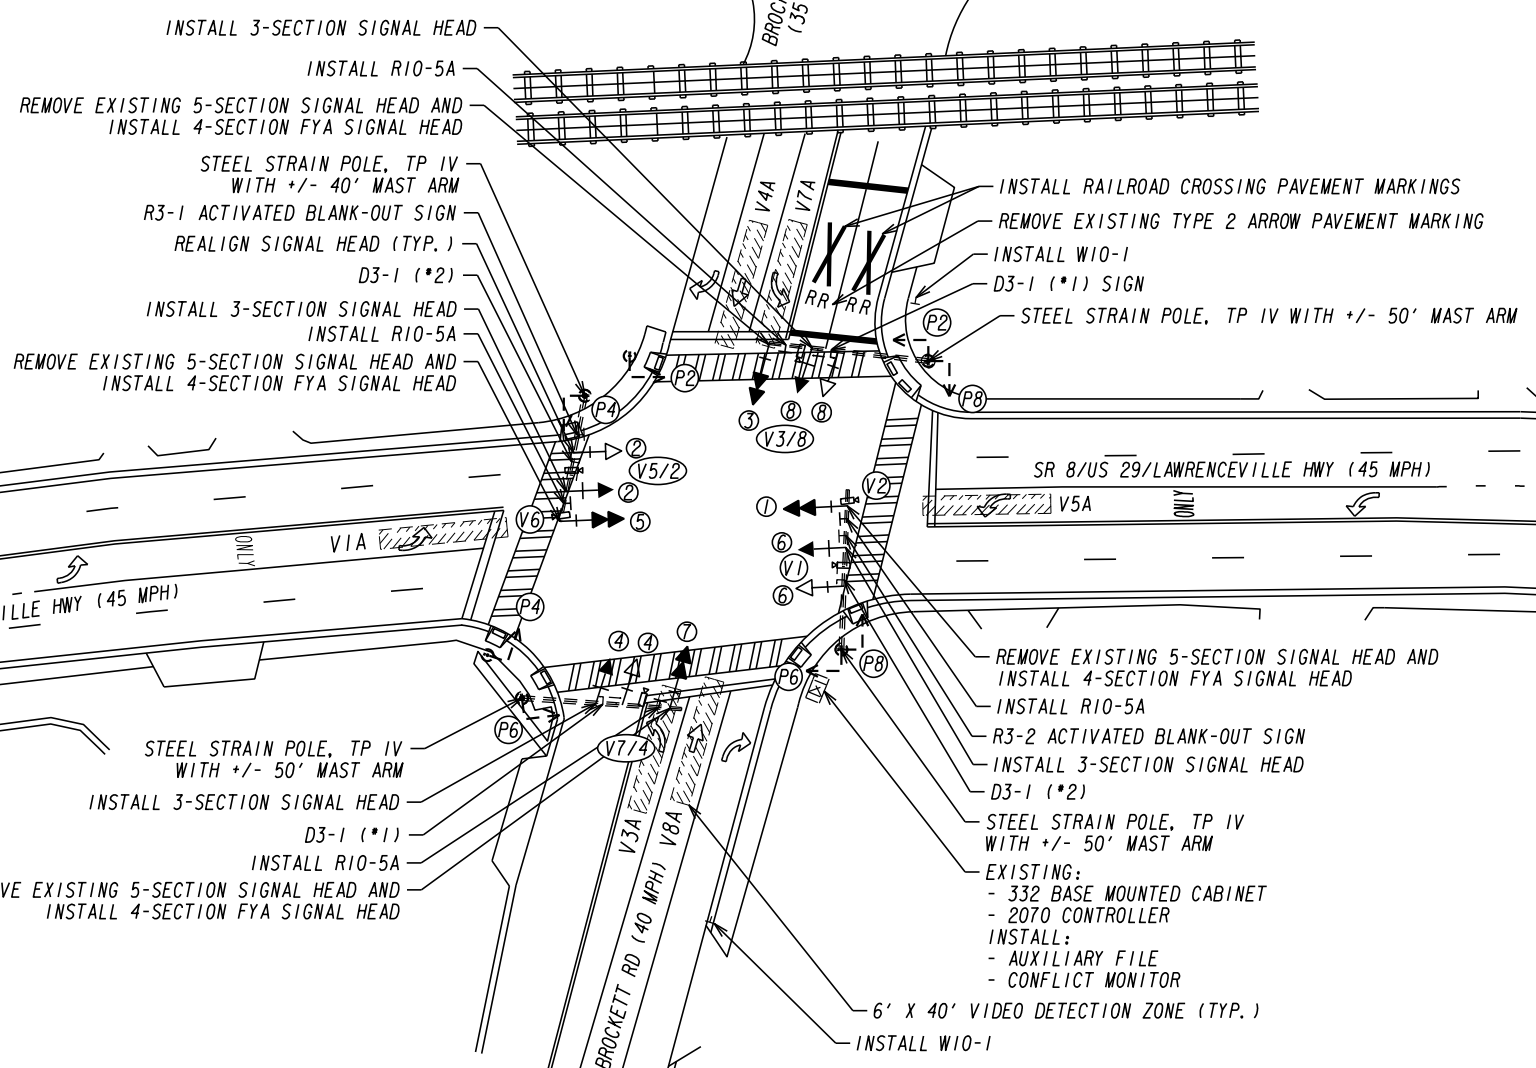 INSTALL 3-SECTION SIGNAL HEAD
INSTALL R10-5A
REMOVE EXISTING 5-SECTION SIGNAL HEAD AND
INSTALL 4-SECTION FYA SIGNAL HEAD
STEEL STRAIN POLE, TP IV
WITH +/- 40' MAST ARM
R3-1 ACTIVATED BLANK-OUT SIGN
REALIGN SIGNAL HEAD (TYP.)
D3-1 (*2)
INSTALL 3-SECTION SIGNAL HEAD
INSTALL R10-5A
REMOVE EXISTING 5-SECTION SIGNAL HEAD AND
INSTALL 4-SECTION FYA SIGNAL HEAD
BROCK
(35
V4A
V7A
RR
RR
INSTALL RAILROAD CROSSING PAVEMENT MARKINGS
REMOVE EXISTING TYPE 2 ARROW PAVEMENT MARKING
INSTALL W10-1
D3-1 (*1) SIGN
STEEL STRAIN POLE, TP IV WITH +/- 50' MAST ARM
P2
P2
P4
P8
3
8
8
V3/8
2
V5/2
2
5
V6
V2
1
6
V1
6
SR 8/US 29/LAWRENCEVILLE HWY (45 MPH)
V5A
ONLY
V1A
ONLY
ILLE HWY (45 MPH)
P4
4
4
7
P6
P8
P6
V7/4
V3A
V8A
BROCKETT RD (40 MPH)
STEEL STRAIN POLE, TP IV
WITH +/- 50' MAST ARM
INSTALL 3-SECTION SIGNAL HEAD
D3-1 (*1)
INSTALL R10-5A
VE EXISTING 5-SECTION SIGNAL HEAD AND
INSTALL 4-SECTION FYA SIGNAL HEAD
REMOVE EXISTING 5-SECTION SIGNAL HEAD AND
INSTALL 4-SECTION FYA SIGNAL HEAD
INSTALL R10-5A
R3-2 ACTIVATED BLANK-OUT SIGN
INSTALL 3-SECTION SIGNAL HEAD
D3-1 (*2)
STEEL STRAIN POLE, TP IV
WITH +/- 50' MAST ARM
EXISTING:
- 332 BASE MOUNTED CABINET
- 2070 CONTROLLER
INSTALL:
- AUXILIARY FILE
- CONFLICT MONITOR
6' X 40' VIDEO DETECTION ZONE (TYP.)
INSTALL W10-1